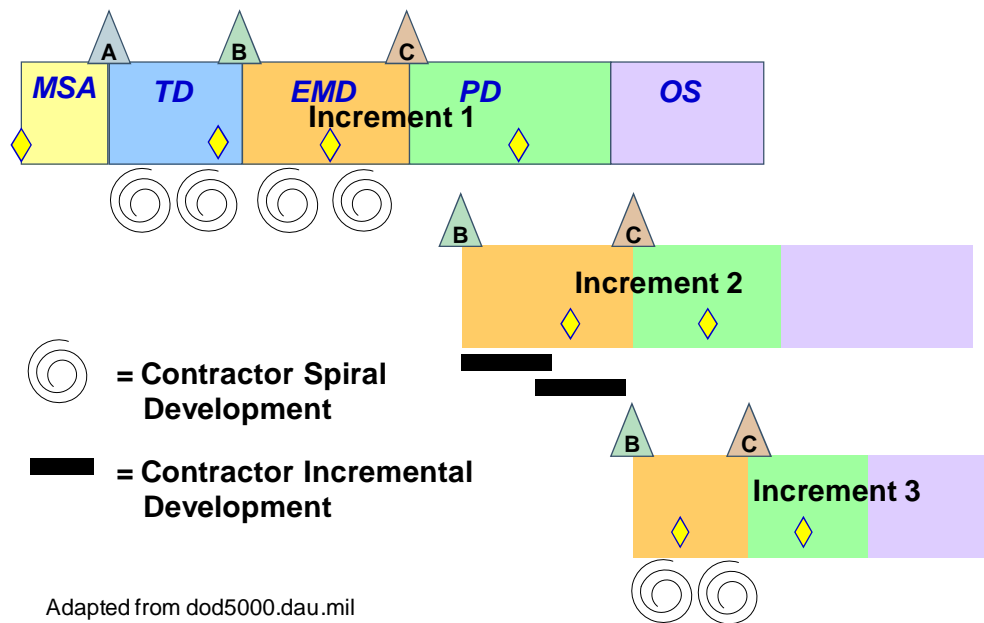 A
B
C
MSA
TD
EMD
PD
OS
Increment 1
B
C
Increment 2
= Contractor Spiral
Development
B
C
= Contractor Incremental
Development
Increment 3
Adapted from dod5000.dau.mil